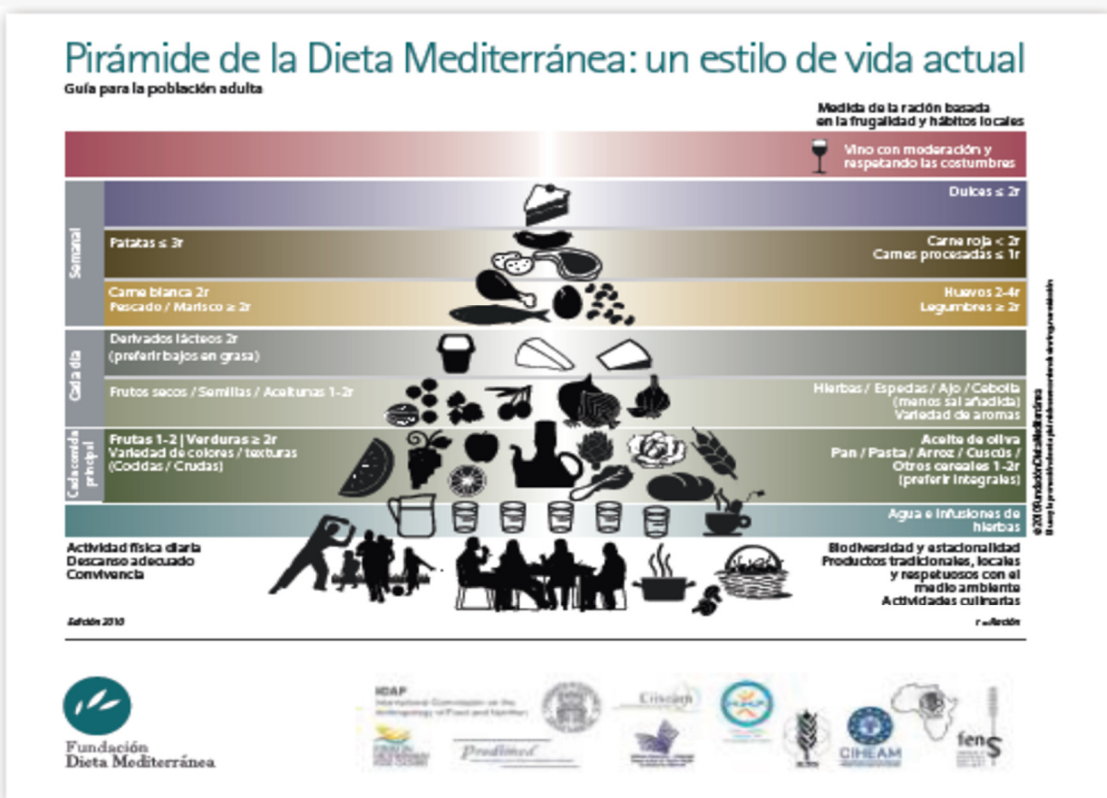 Pirámide de la Dieta Mediterránea: un estilo de vida actual
Guía para la población adulta
Medida de la ración basada
en la frugalidad y hábitos locales
Vino con moderación y
respetando las costumbres
Semanal
Dulces ≤ 2r
Patatas ≤ 3r
Carne roja < 2r
Carnes procesadas ≤ 1r
Carne blanca 2r
Pescado / Marisco ≥ 2r
Huevos 2-4r
Legumbres ≥ 2r
Cada día
Derivados lácteos 2r
(preferir bajos en grasa)
Frutos secos / Semillas / Aceitunas 1-2r
Hierbas / Especias / Ajo / Cebolla
(menos sal añadida)
Variedad de aromas
Cada comida
principal
Frutas 1-2 | Verduras ≥ 2r
Variedad de colores / texturas
(Cocidas / Crudas)
Aceite de oliva
Pan / Pasta / Arroz / Cuscús /
Otros cereales 1-2r
(preferir integrales)
Agua e infusiones de
hierbas
Actividad física diaria
Descanso adecuado
Convivencia
Biodiversidad y estacionalidad
Productos tradicionales, locales
y respetuosos con el
medio ambiente
Actividades culinarias
©2010 Fundación Dieta Mediterránea
Edición 2010
r = Ración
Fundación
Dieta Mediterránea
ICAF
International Commission on the
Anthropology of Food and Nutrition
Predimed
Ciiscam
CIHEAM
fens